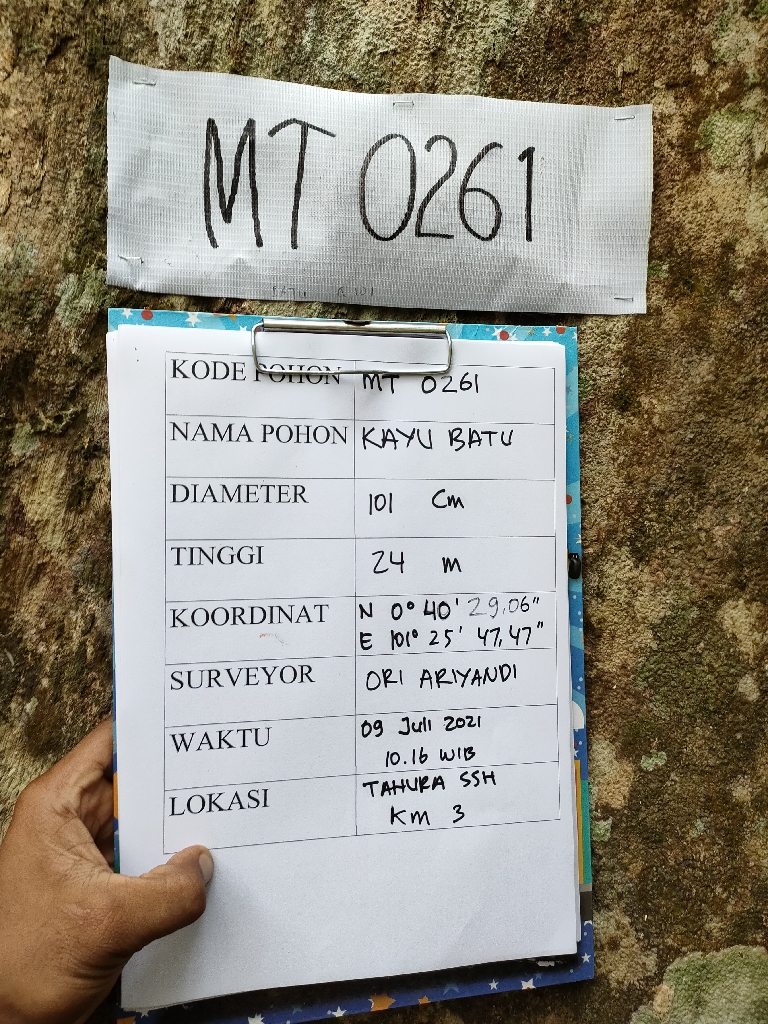 MT 0261
KODE POHON MT 0261
NAMA POHON KAYU BATU
DIAMETER 101 Cm
TINGGI 24 m
KOORDINAT N 0° 40' 29,06"
E 101° 25' 47,47"
SURVEYOR ORI ARIYANDI
WAKTU 09 Juli 2021
10.16 WIB
LOKASI TAHURA SSH
Km 3